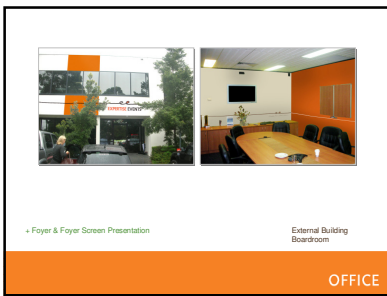 EXPERTISE EVENTS
+ Foyer & Foyer Screen Presentation
External Building
Boardroom
OFFICE